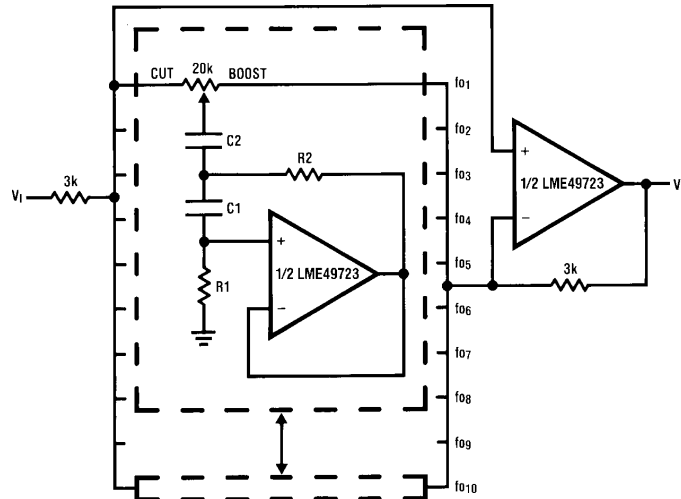 20k
CUT
BOOST
fO1
fO2
C2
R2
fO3
+
1/2 LME49723
V
3k
VI
C1
fO4
−
+
R1
1/2 LME49723
fO5
3k
−
fO6
fO7
fO8
fO9
fO10